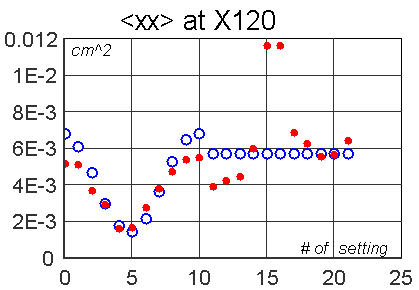 <xx> at X120
0.012
cm^2
1E-2
8E-3
6E-3
4E-3
2E-3
# of setting
0
0 5 10 15 20 25